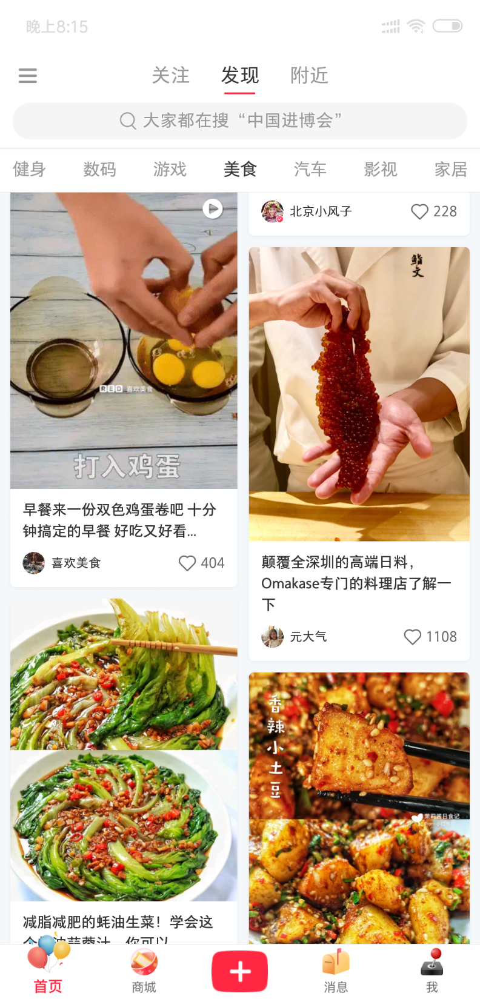 晚上8:15
关注 发现 附近
大家都在搜“中国进博会”
健身 数码 游戏 美食 汽车 影视 家居
北京小风子 228
鮨文
RED 喜欢美食
打入鸡蛋
早餐来一份双色鸡蛋卷吧 十分
钟搞定的早餐 好吃又好看...
喜欢美食 404
颠覆全深圳的高端日料，
Omakase专门的料理店了解一
下
元大气 1108
香辣小土豆
茉莉酱日食记
减脂减肥的蚝油生菜！学会这
首页 商城 消息 我